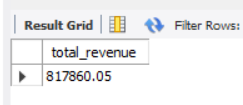 Result Grid Filter Rows:
total_revenue
817860.05